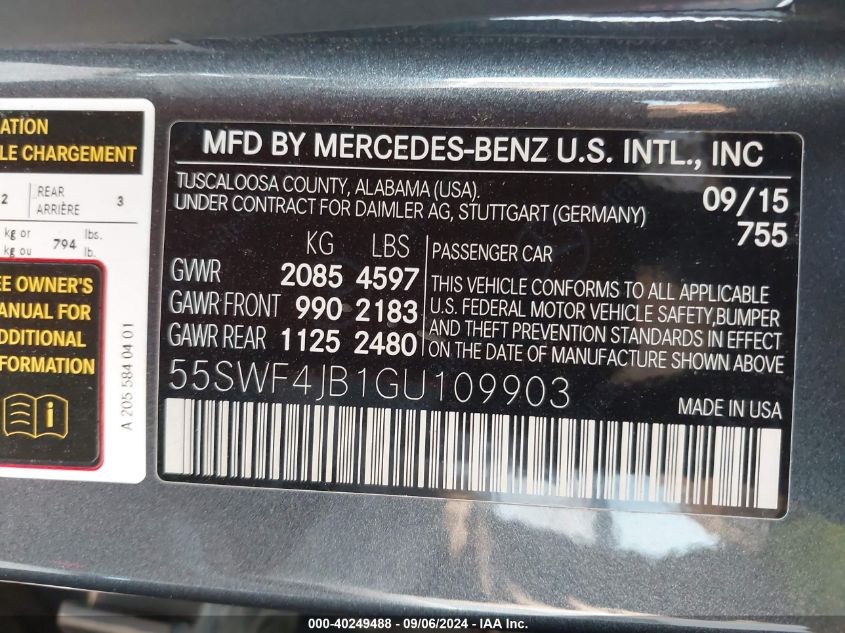 ATION
LE CHARGEMENT
2 REAR ARRIÈRE 3
kg or kg ou 794 lbs. lb.
EE OWNER'S
MANUAL FOR
ADDITIONAL
INFORMATION
A 205 584 04 01
MFD BY MERCEDES-BENZ U.S. INTL., INC
TUSCALOOSA COUNTY, ALABAMA (USA).
UNDER CONTRACT FOR DAIMLER AG, STUTTGART (GERMANY)
09/15
755
KG LBS
GVWR 2085 4597
GAWR FRONT 990 2183
GAWR REAR 1125 2480
PASSENGER CAR
THIS VEHICLE CONFORMS TO ALL APPLICABLE
U.S. FEDERAL MOTOR VEHICLE SAFETY,BUMPER
AND THEFT PREVENTION STANDARDS IN EFFECT
ON THE DATE OF MANUFACTURE SHOWN ABOVE
55SWF4JB1GU109903
MADE IN USA
000-40249488 - 09/06/2024 - IAA Inc.